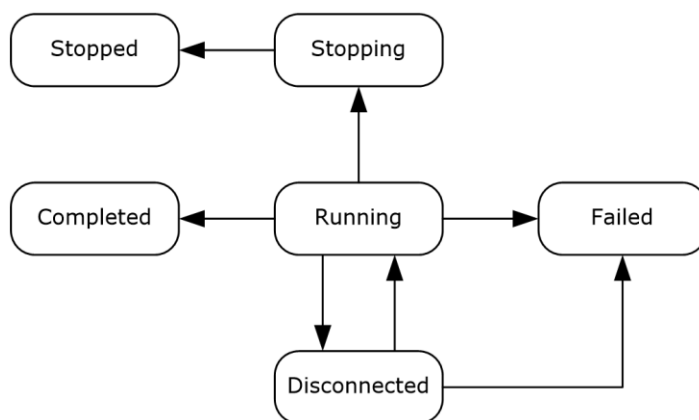 Stopped
Stopping
Completed
Running
Failed
Disconnected